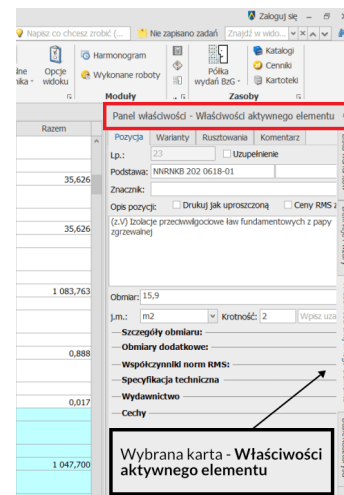 Zaloguj się
Napisz co chcesz zrobić (...
Nie zapisano zadań
Znajdź w wido...
Opcje
widoku
Harmonogram
Wykonane roboty
Moduły
Półka
wydań BzG
Katalogi
Cenniki
Kartoteki
Zasoby
Panel właściwości - Właściwości aktywnego elementu
Razem
Pozycja Warianty Rusztowania Komentarz
Lp.: 23 Uzupełnienie
Podstawa: NNRNKB 202 0618-01
Znacznik:
Opis pozycji: Drukuj jak uproszczoną Ceny RMS z
(z.V) Izolacje przeciwwilgociowe ław fundamentowych z papy
zgrzewalnej
Obmiar: 15,9
j.m.: m2 Krotność: 2 Wpisz uza
Szczegóły obmiaru:
Obmiary dodatkowe:
Współczynniki norm RMS:
Specyfikacja techniczna
Wydawnictwo
Cechy
35,626
35,626
1 083,763
0,888
0,017
1 047,700
Wybrana karta - Właściwości
aktywnego elementu